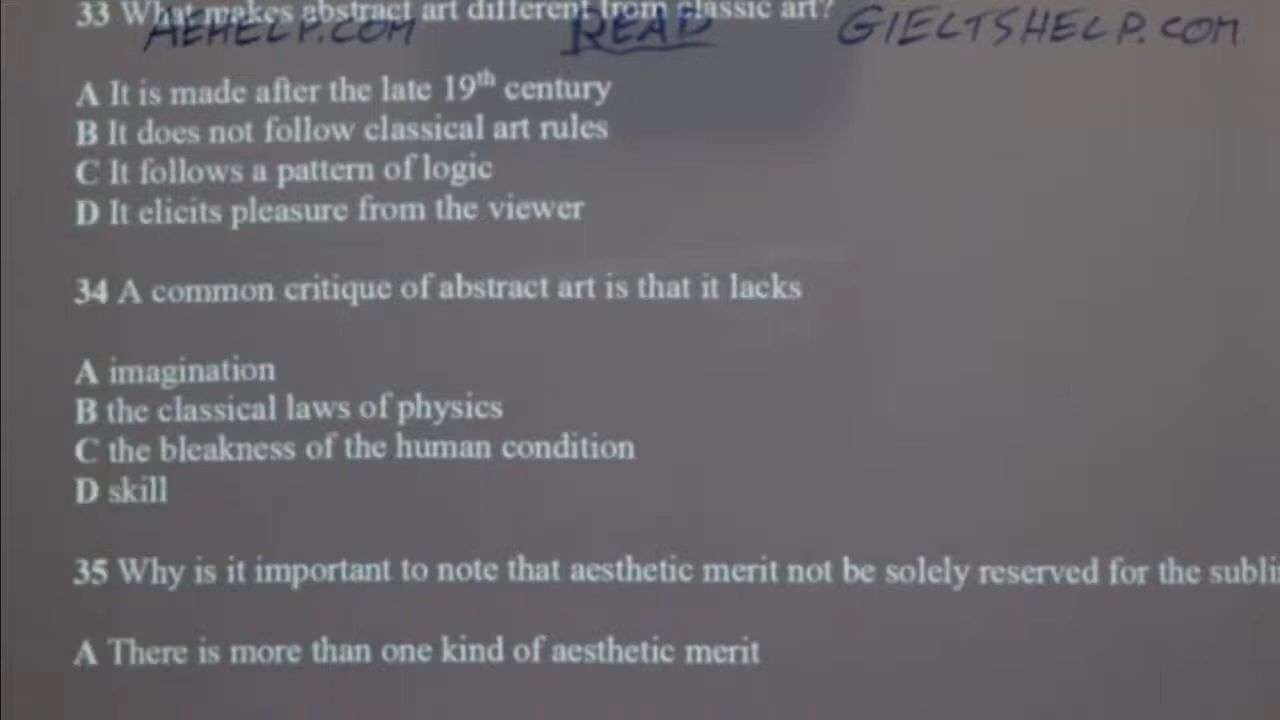 33 What makes abstract art different from classic art?
AEHELP.COM READ GIELTSHELP.COM
A It is made after the late 19th century
B It does not follow classical art rules
C It follows a pattern of logic
D It elicits pleasure from the viewer
34 A common critique of abstract art is that it lacks
A imagination
B the classical laws of physics
C the bleakness of the human condition
D skill
35 Why is it important to note that aesthetic merit not be solely reserved for the
A There is more than one kind of aesthetic merit